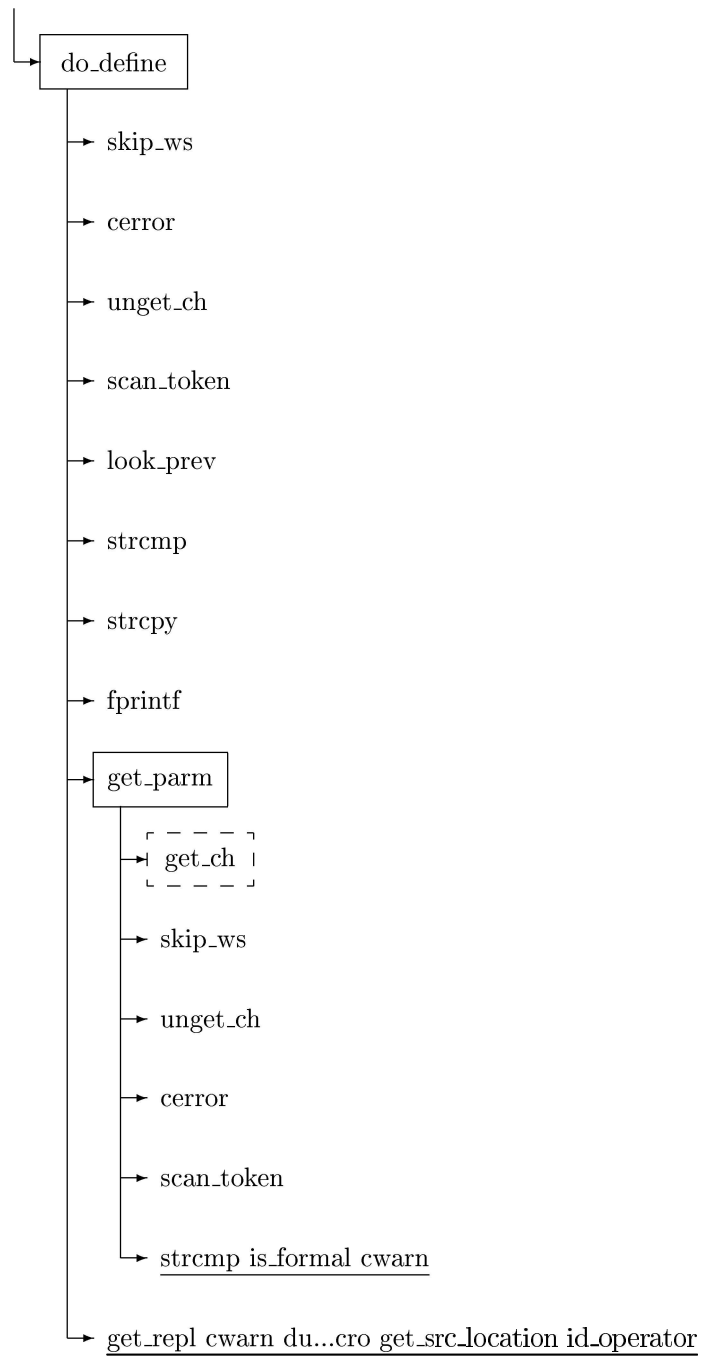 do_define
skip_ws
cerror
unget_ch
scan_token
look_prev
strcmp
strcpy
fprintf
get_parm
get_ch
skip_ws
unget_ch
cerror
scan_token
strcmp is_formal cwarn
get_repl cwarn du...cro get_src_location id_operator